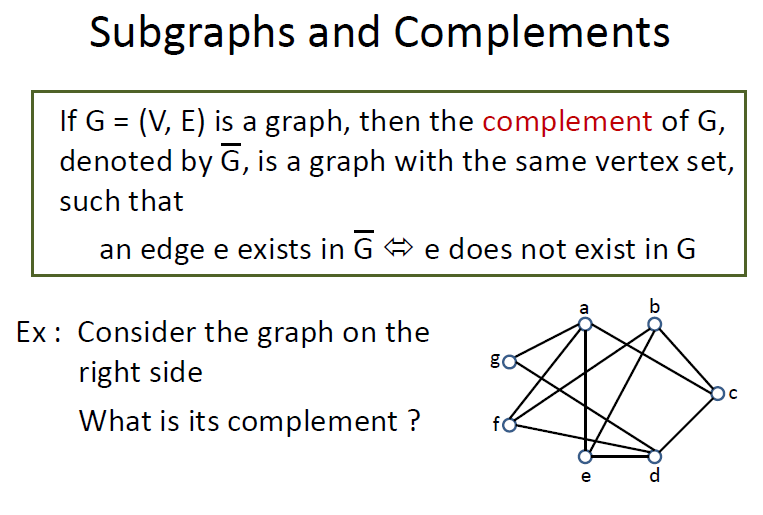 Subgraphs and Complements
If G = (V, E) is a graph, then the complement of G,
denoted by G̅, is a graph with the same vertex set,
such that
an edge e exists in G̅ ⇔ e does not exist in G
Ex : Consider the graph on the
right side
What is its complement ?
a
b
g
c
f
e
d